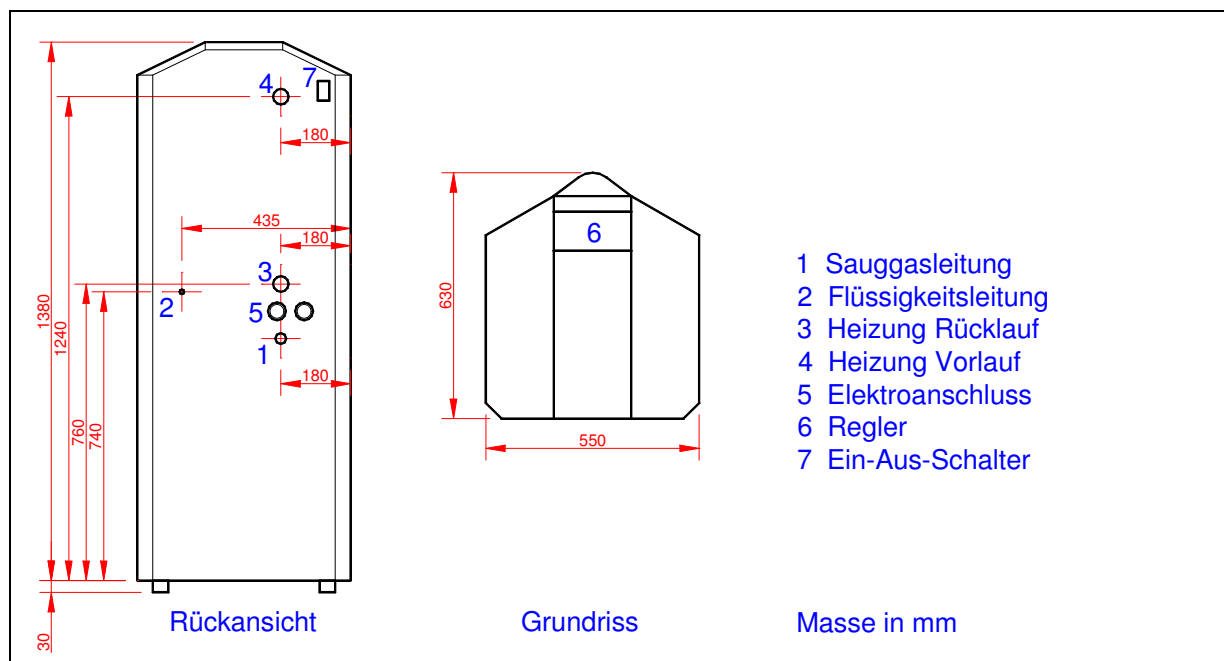 4
7
180
435
180
3
2
5
1
180
1380
1240
760
740
30
Rückansicht
6
630
550
Grundriss
1 Sauggasleitung
2 Flüssigkeitsleitung
3 Heizung Rücklauf
4 Heizung Vorlauf
5 Elektroanschluss
6 Regler
7 Ein-Aus-Schalter
Masse in mm